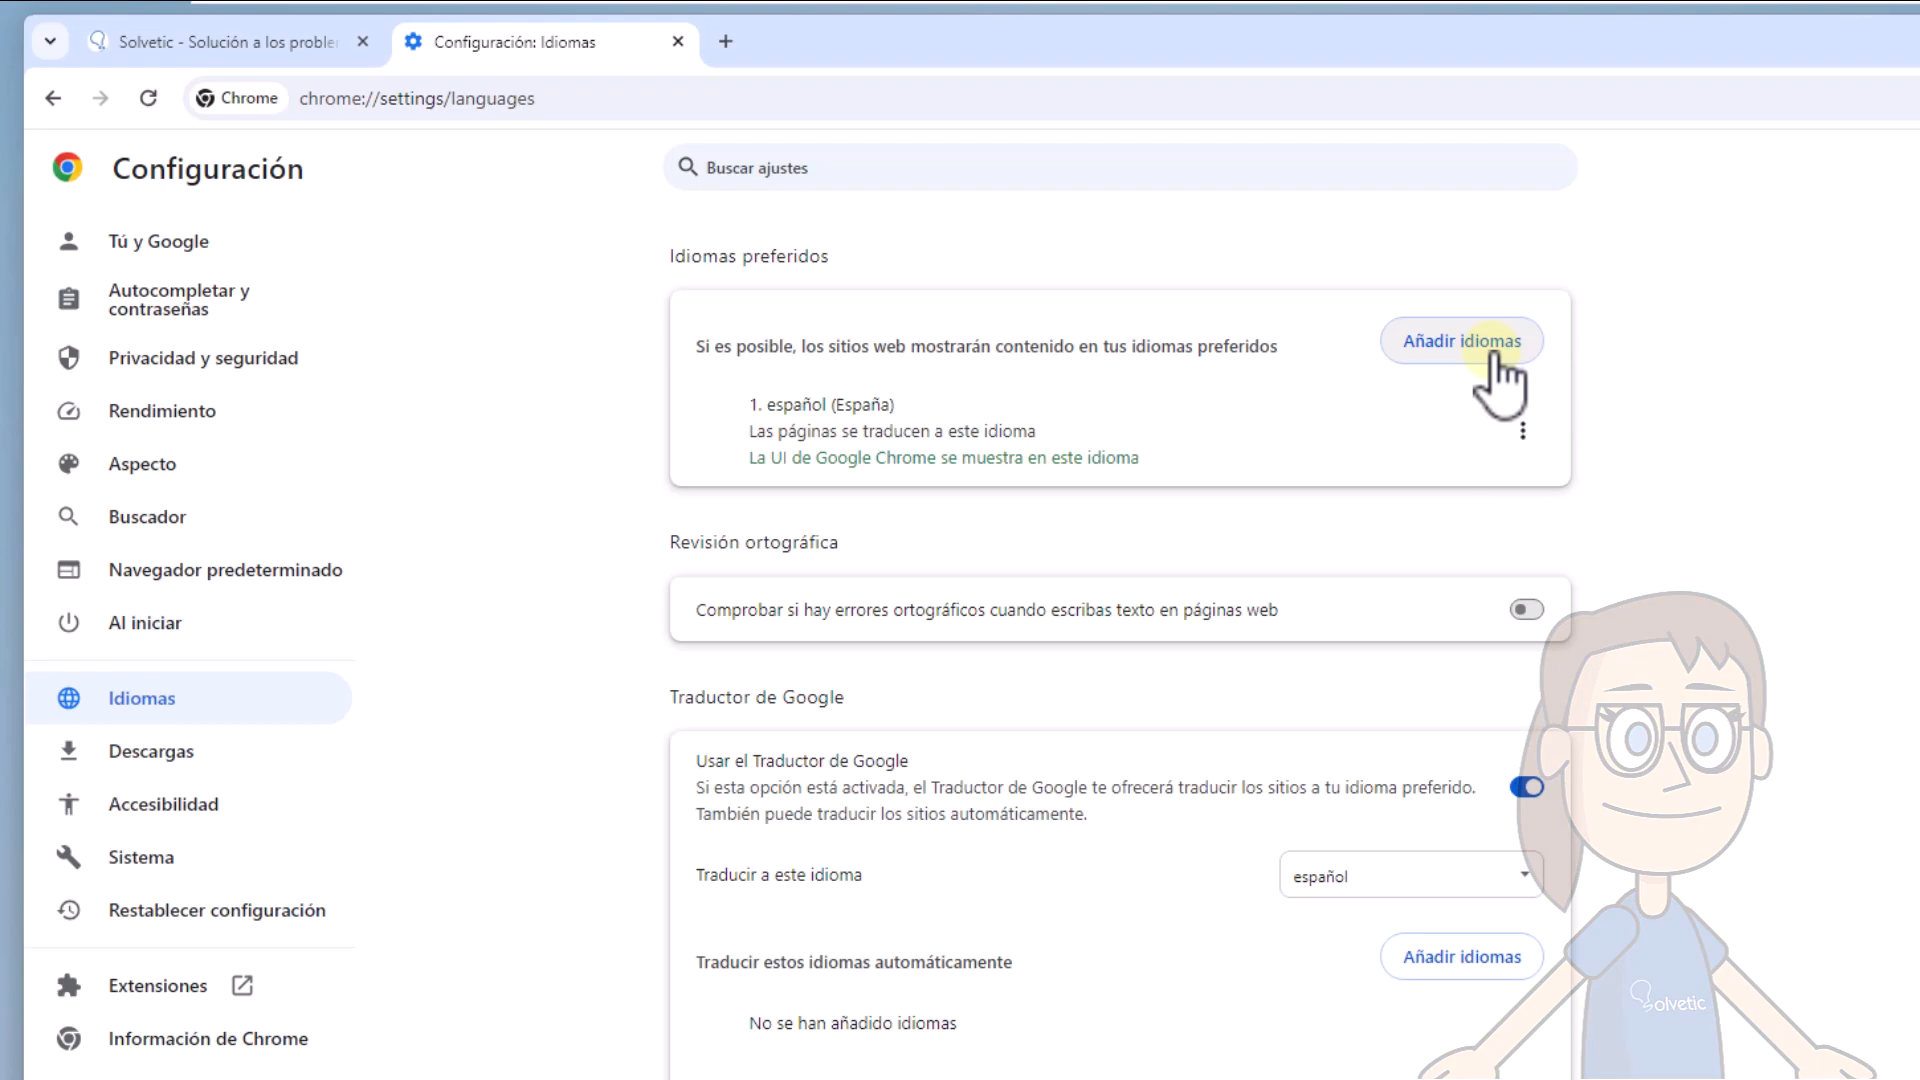 Solvetic - Solución a los proble
Configuración: Idiomas
Chrome
chrome://settings/languages
Configuración
Buscar ajustes
Tú y Google
Autocompletar y
contraseñas
Privacidad y seguridad
Rendimiento
Aspecto
Buscador
Navegador predeterminado
Al iniciar
Idiomas
Descargas
Accesibilidad
Sistema
Restablecer configuración
Extensiones
Información de Chrome
Idiomas preferidos
Si es posible, los sitios web mostrarán contenido en tus idiomas preferidos
Añadir idiomas
1. español (España)
Las páginas se traducen a este idioma
La UI de Google Chrome se muestra en este idioma
Revisión ortográfica
Comprobar si hay errores ortográficos cuando escribas texto en páginas web
Traductor de Google
Usar el Traductor de Google
Si esta opción está activada, el Traductor de Google te ofrecerá traducir los sitios a tu idioma preferido.
También puede traducir los sitios automáticamente.
Traducir a este idioma
español
Traducir estos idiomas automáticamente
Añadir idiomas
No se han añadido idiomas
Solvetic